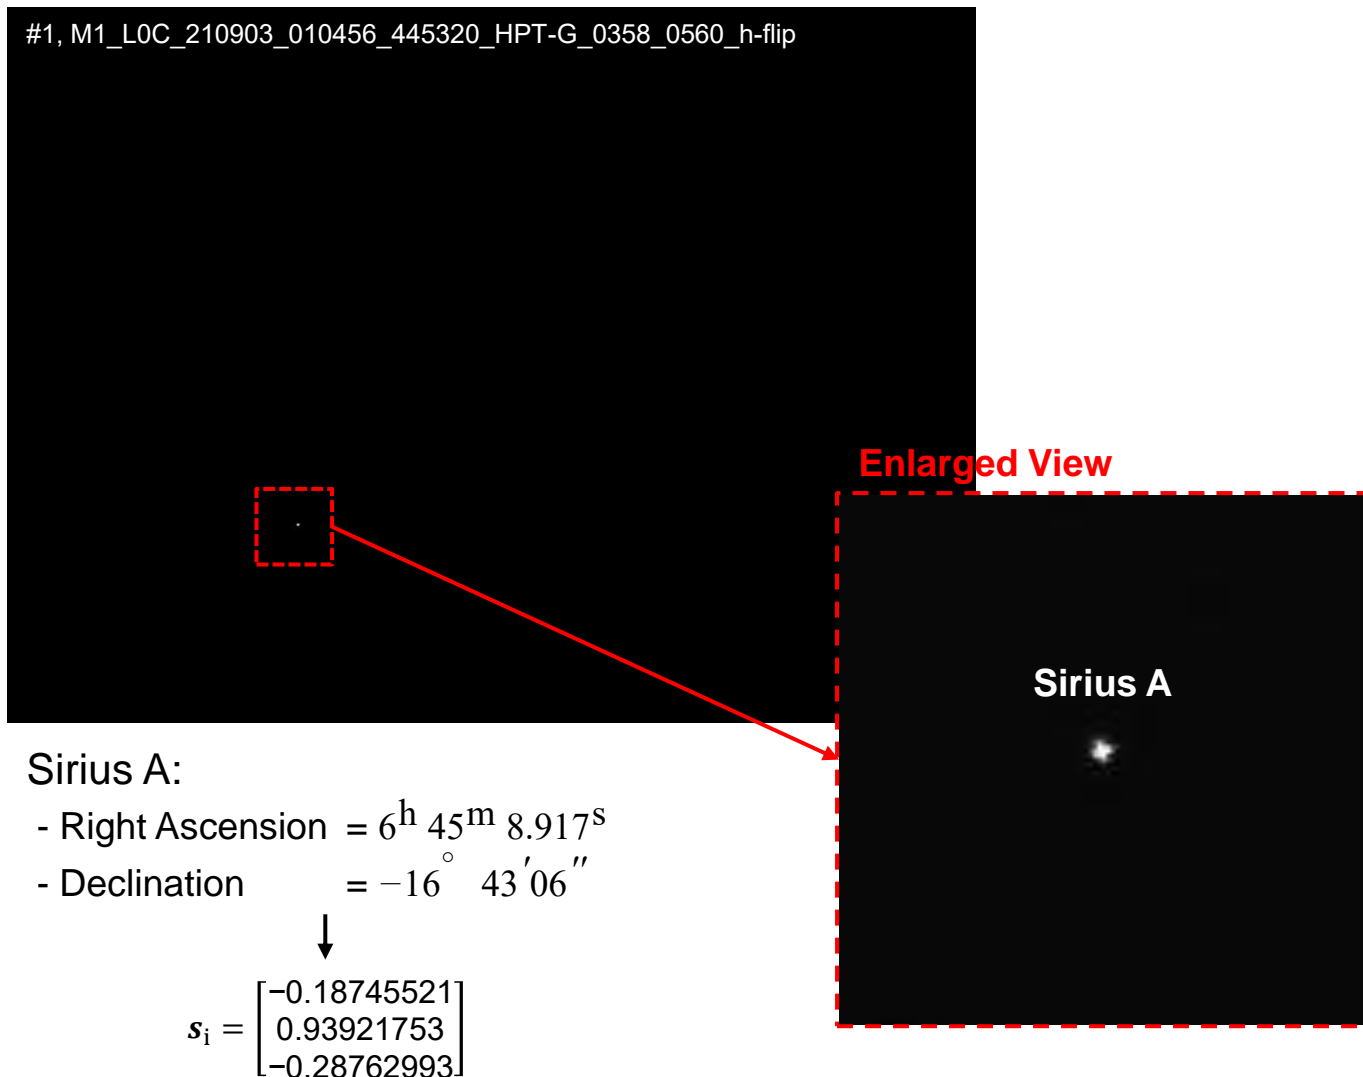 #1, M1_L0C_210903_010456_445320_HPT-G_0358_0560_h-flip
Enlarged View
Sirius A
Sirius A:
- Right Ascension = 6h 45m 8.917s
- Declination = −16° 43′06″
si = [−0.18745521
0.93921753
−0.28762993]